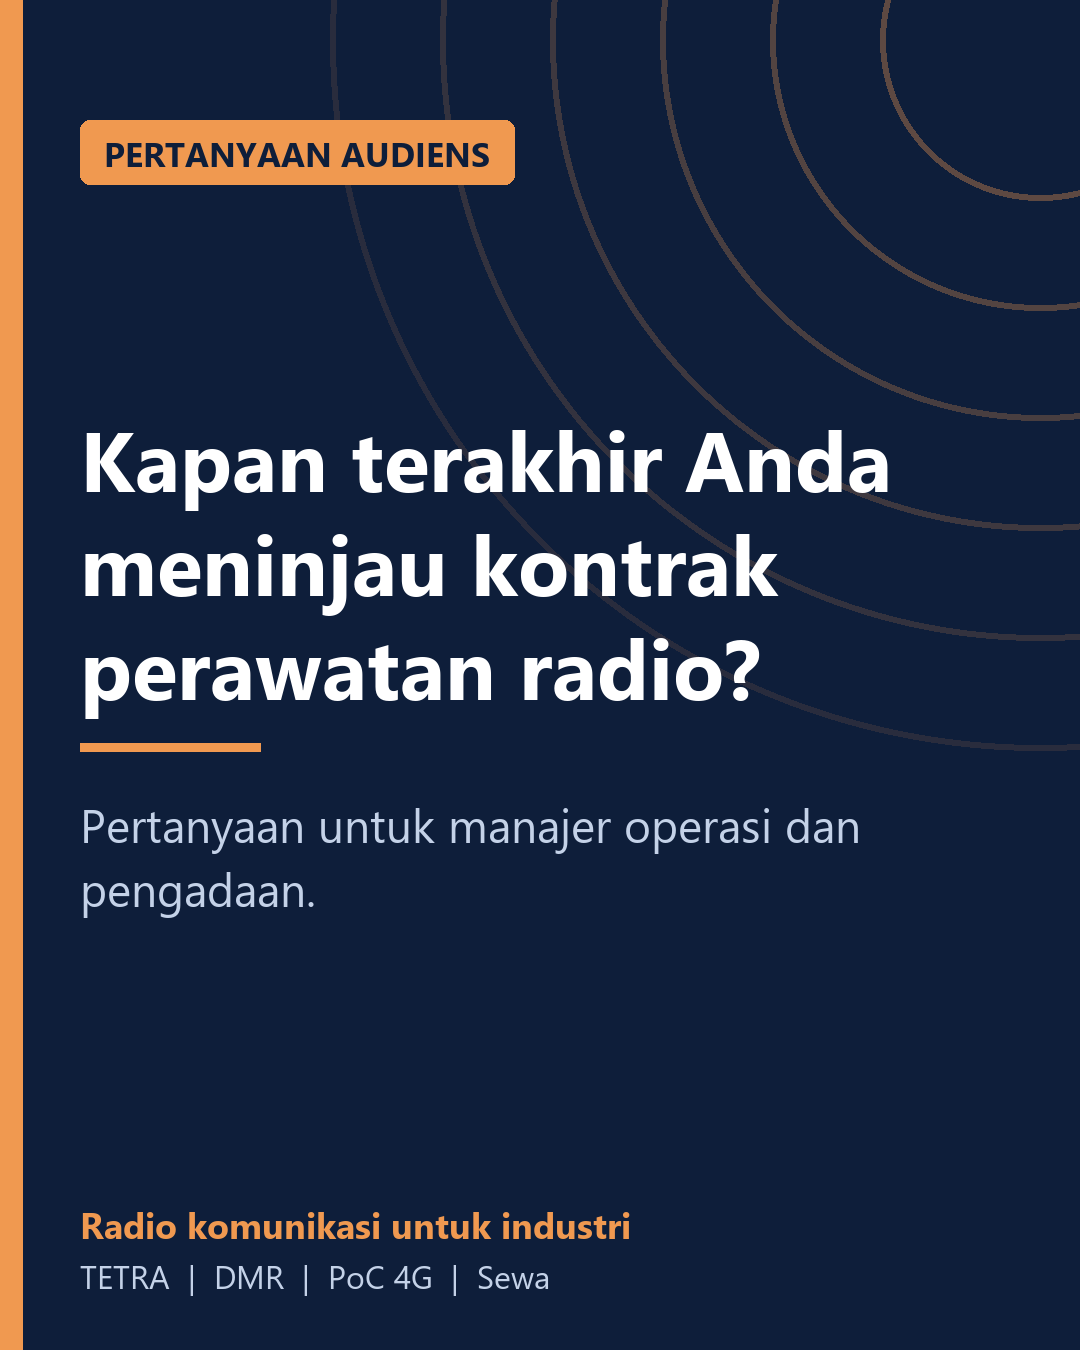 PERTANYAAN AUDIENS
Kapan terakhir Anda
meninjau kontrak
perawatan radio?
Pertanyaan untuk manajer operasi dan
pengadaan.
Radio komunikasi untuk industri
TETRA | DMR | PoC 4G | Sewa